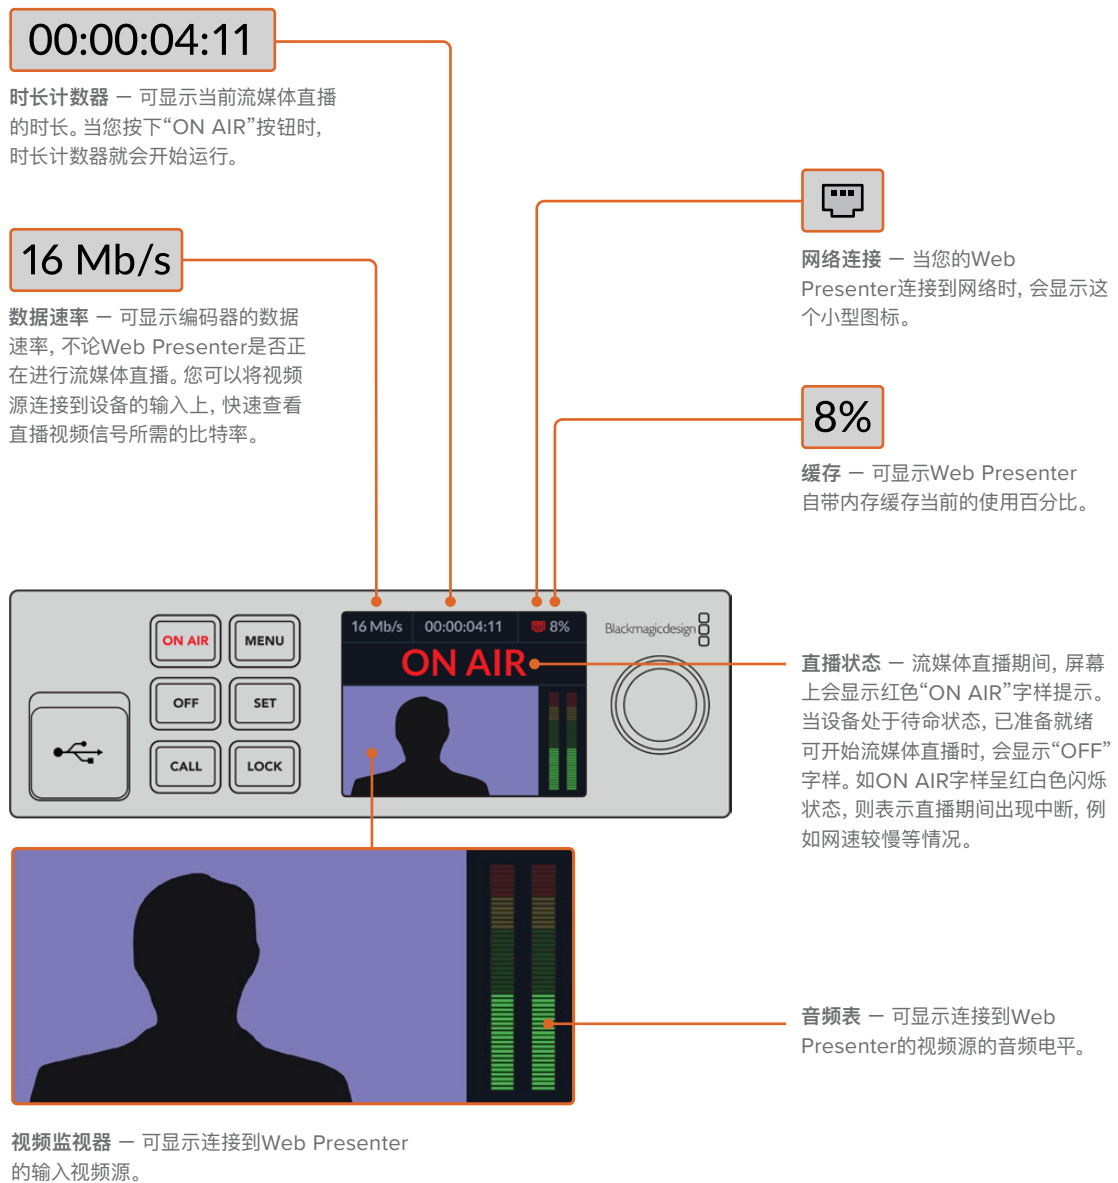 00:00:04:11
时长计数器 — 可显示当前流媒体直播
的时长。当您按下“ON AIR”按钮时,
时长计数器就会开始运行。
16 Mb/s
数据速率 — 可显示编码器的数据
速率, 不论Web Presenter是否正
在进行流媒体直播。您可以将视频
源连接到设备的输入上, 快速查看
直播视频信号所需的比特率。
网络连接 — 当您的Web
Presenter连接到网络时, 会显示这
个小型图标。
8%
缓存 — 可显示Web Presenter
自带内存缓存当前的使用百分比。
ON AIR
MENU
OFF
SET
CALL
LOCK
16 Mb/s
00:00:04:11
8%
ON AIR
Blackmagicdesign
直播状态 — 流媒体直播期间, 屏幕
上会显示红色“ON AIR”字样提示。
当设备处于待命状态, 已准备就绪
可开始流媒体直播时, 会显示“OFF”
字样。如ON AIR字样呈红白色闪烁
状态, 则表示直播期间出现中断, 例
如网速较慢等情况。
音频表 — 可显示连接到Web
Presenter的视频源的音频电平。
视频监视器 — 可显示连接到Web Presenter
的输入视频源。